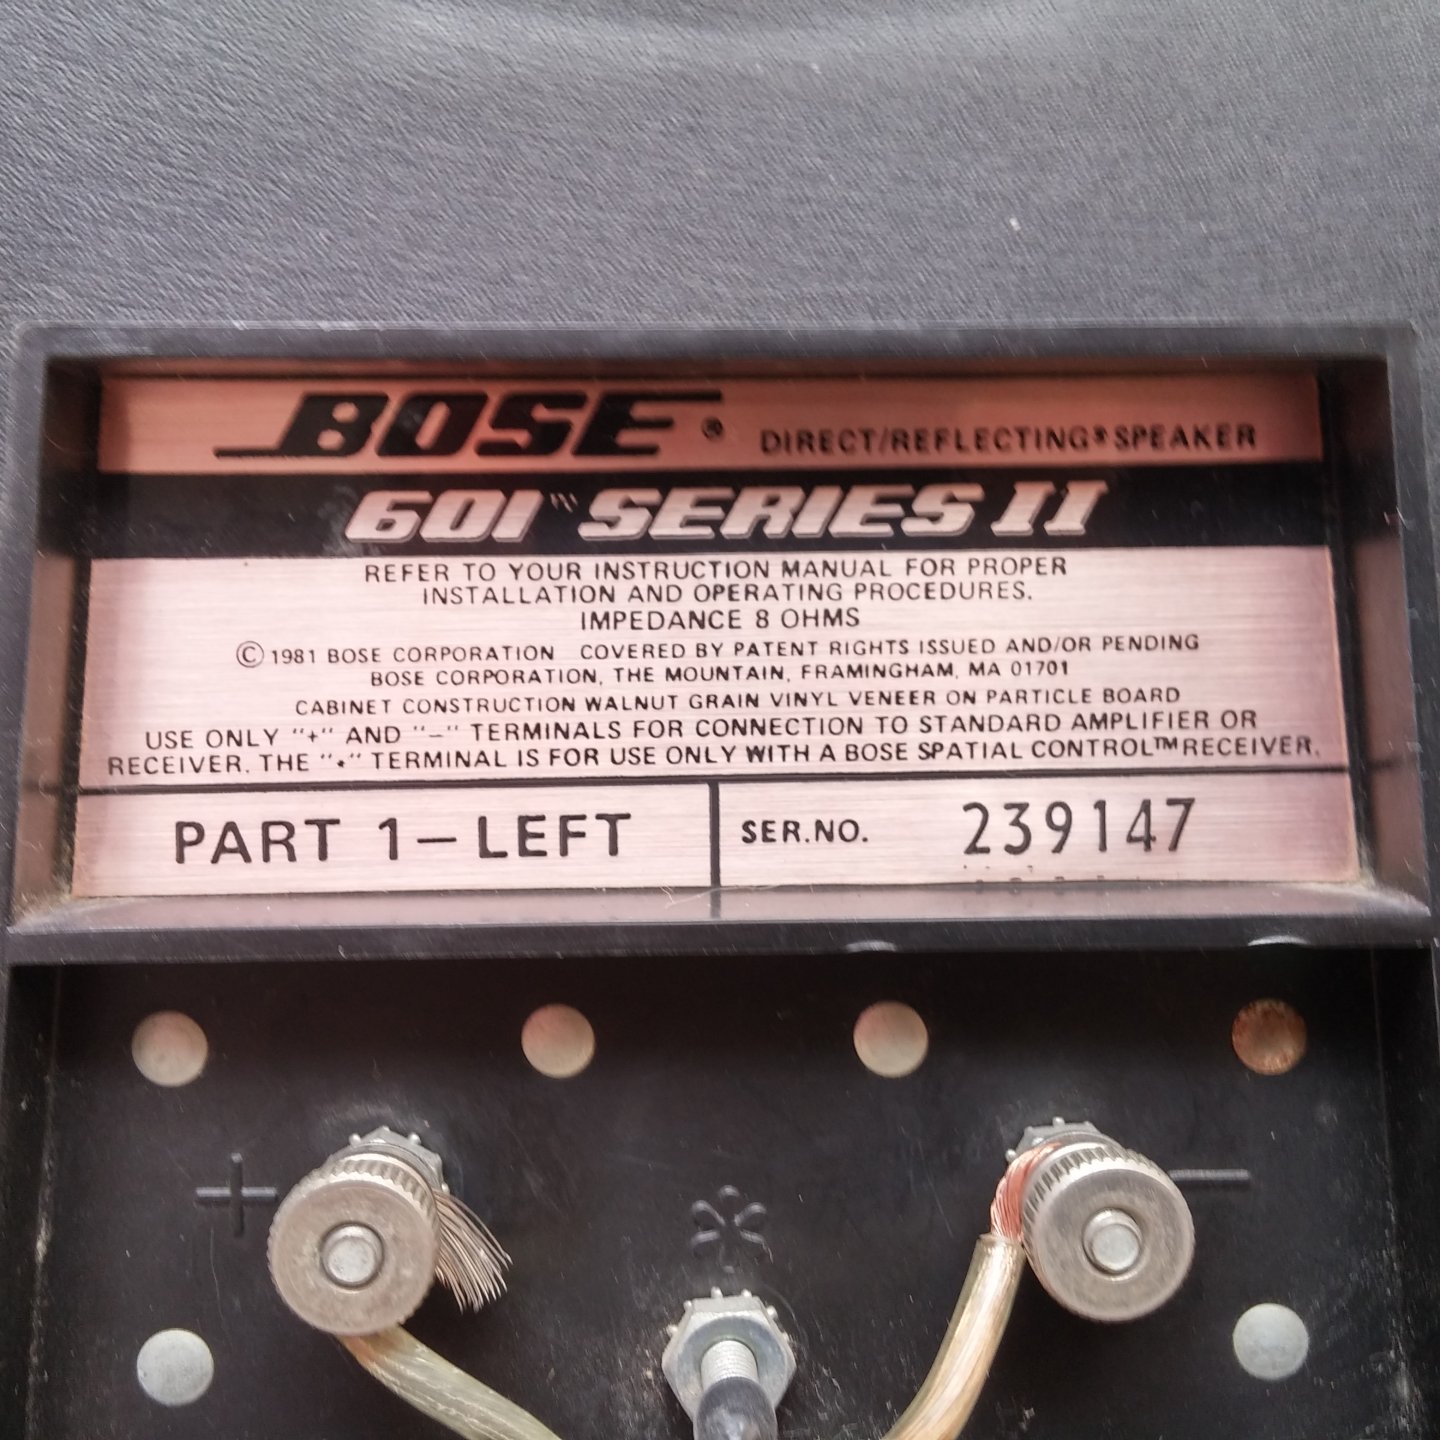 BOSE® DIRECT/REFLECTING® SPEAKER
601™ SERIES II
REFER TO YOUR INSTRUCTION MANUAL FOR PROPER
INSTALLATION AND OPERATING PROCEDURES.
IMPEDANCE 8 OHMS
© 1981 BOSE CORPORATION COVERED BY PATENT RIGHTS ISSUED AND/OR PENDING
BOSE CORPORATION, THE MOUNTAIN, FRAMINGHAM, MA 01701
CABINET CONSTRUCTION WALNUT GRAIN VINYL VENEER ON PARTICLE BOARD
USE ONLY "+" AND "–" TERMINALS FOR CONNECTION TO STANDARD AMPLIFIER OR
RECEIVER. THE "*" TERMINAL IS FOR USE ONLY WITH A BOSE SPATIAL CONTROL™ RECEIVER.
PART 1–LEFT SER.NO. 239147
+ * –